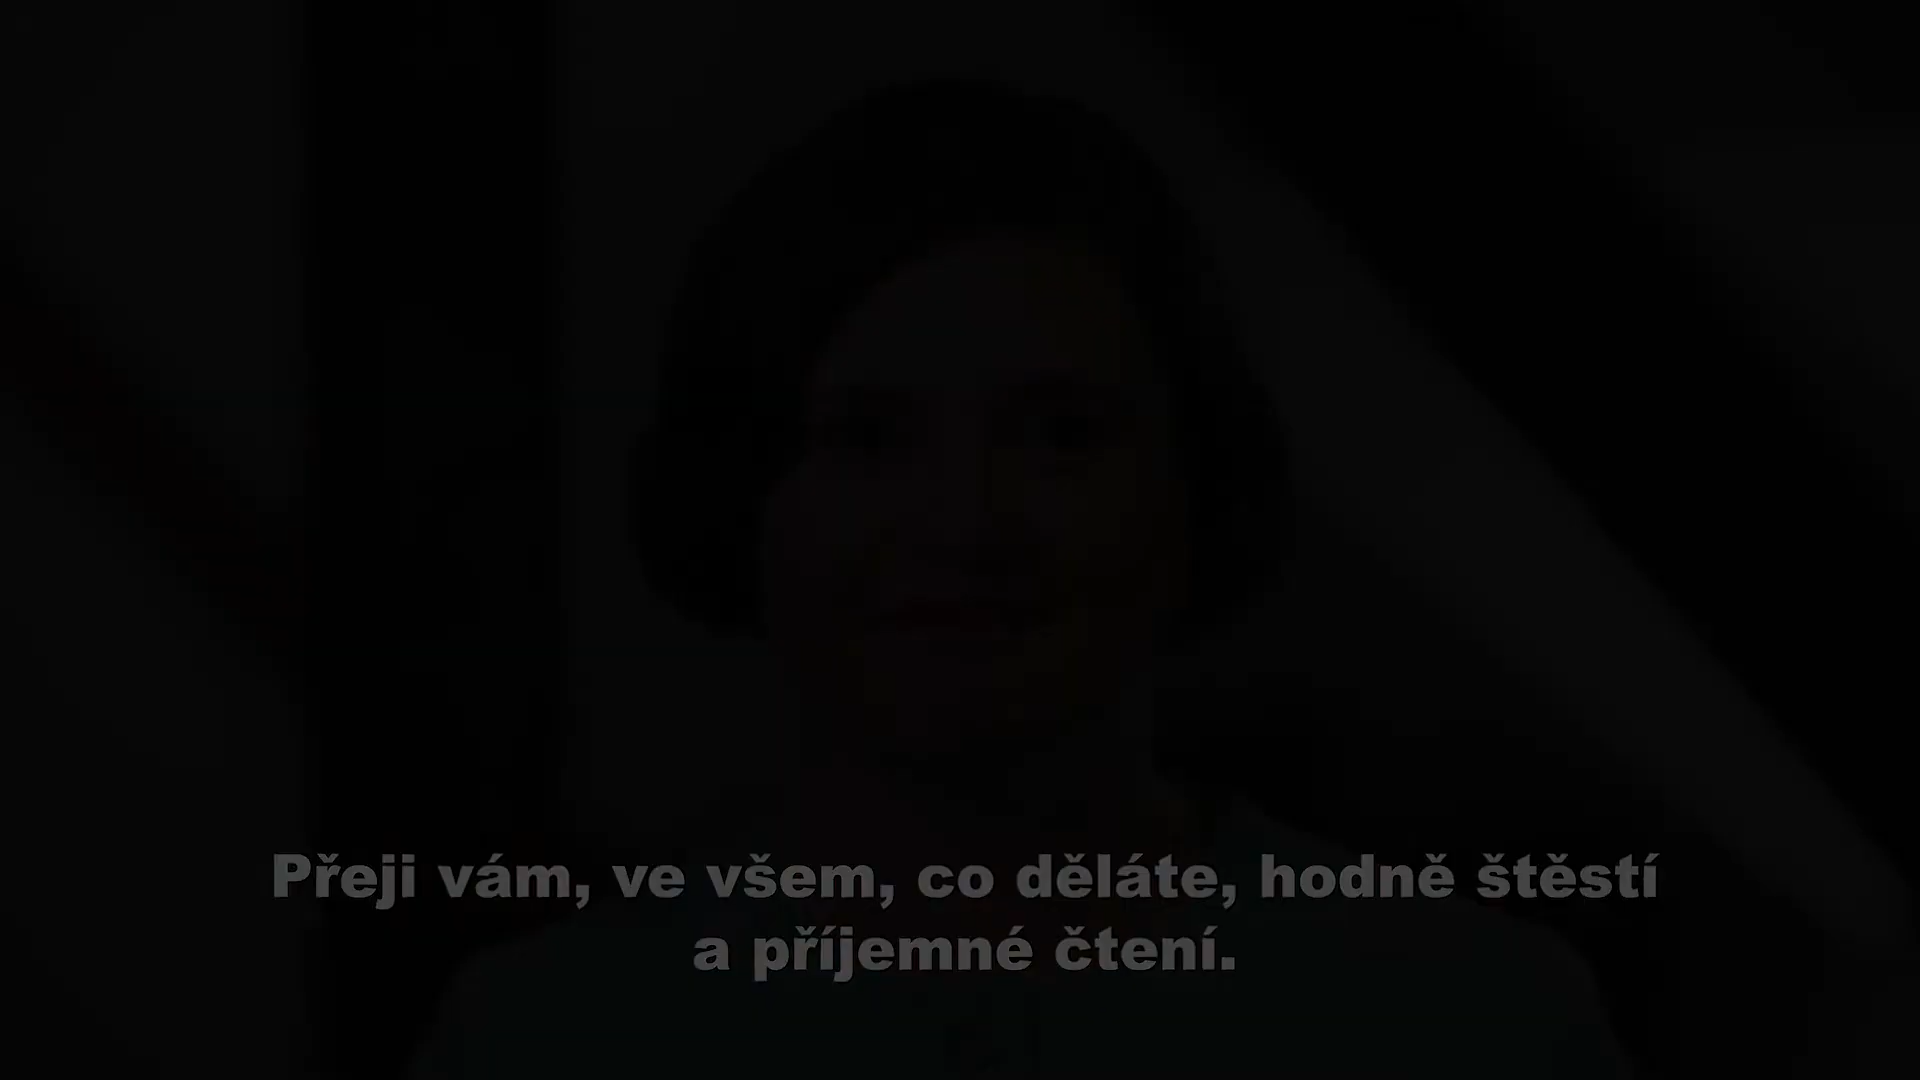 Přeji vám, ve všem, co děláte, hodně štěstí
a příjemné čtení.